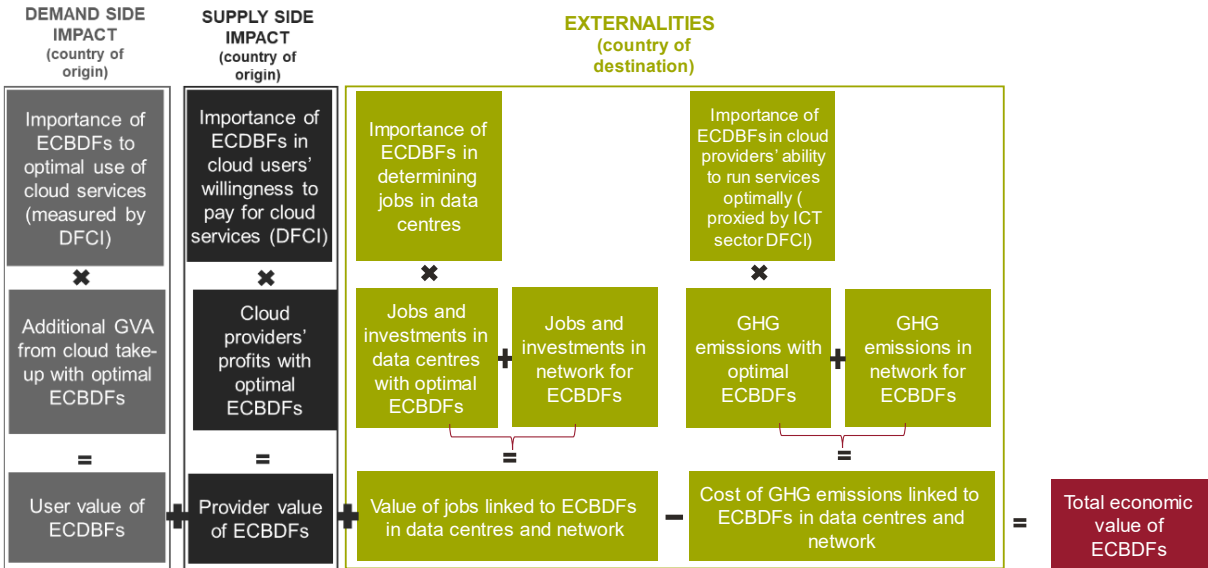 DEMAND SIDE
IMPACT
(country of
origin)
SUPPLY SIDE
IMPACT
(country of
origin)
EXTERNALITIES
(country of
destination)
Importance of
ECBDFs to
optimal use of
cloud services
(measured by
DFCI)
Importance of
ECDBFs in
cloud users’
willingness to
pay for cloud
services (DFCI)
Importance of
ECDBFs in
determining
jobs in data
centres
Importance of
ECDBFs in cloud
providers’ ability
to run services
optimally (
proxied by ICT
sector DFCI)
✖
✖
✖
✖
Additional GVA
from cloud take-
up with optimal
ECBDFs
Cloud
providers’
profits with
optimal
ECBDFs
Jobs and
investments in
data centres
with optimal
ECBDFs
+
Jobs and
investments in
network for
ECBDFs
GHG
emissions with
optimal
ECBDFs
+
GHG
emissions in
network for
ECBDFs
=
=
=
=
User value of
ECDBFs
+
Provider value
of ECBDFs
+
Value of jobs linked to ECBDFs
in data centres and network
−
Cost of GHG emissions linked to
ECBDFs in data centres and
network
=
Total economic
value of
ECBDFs